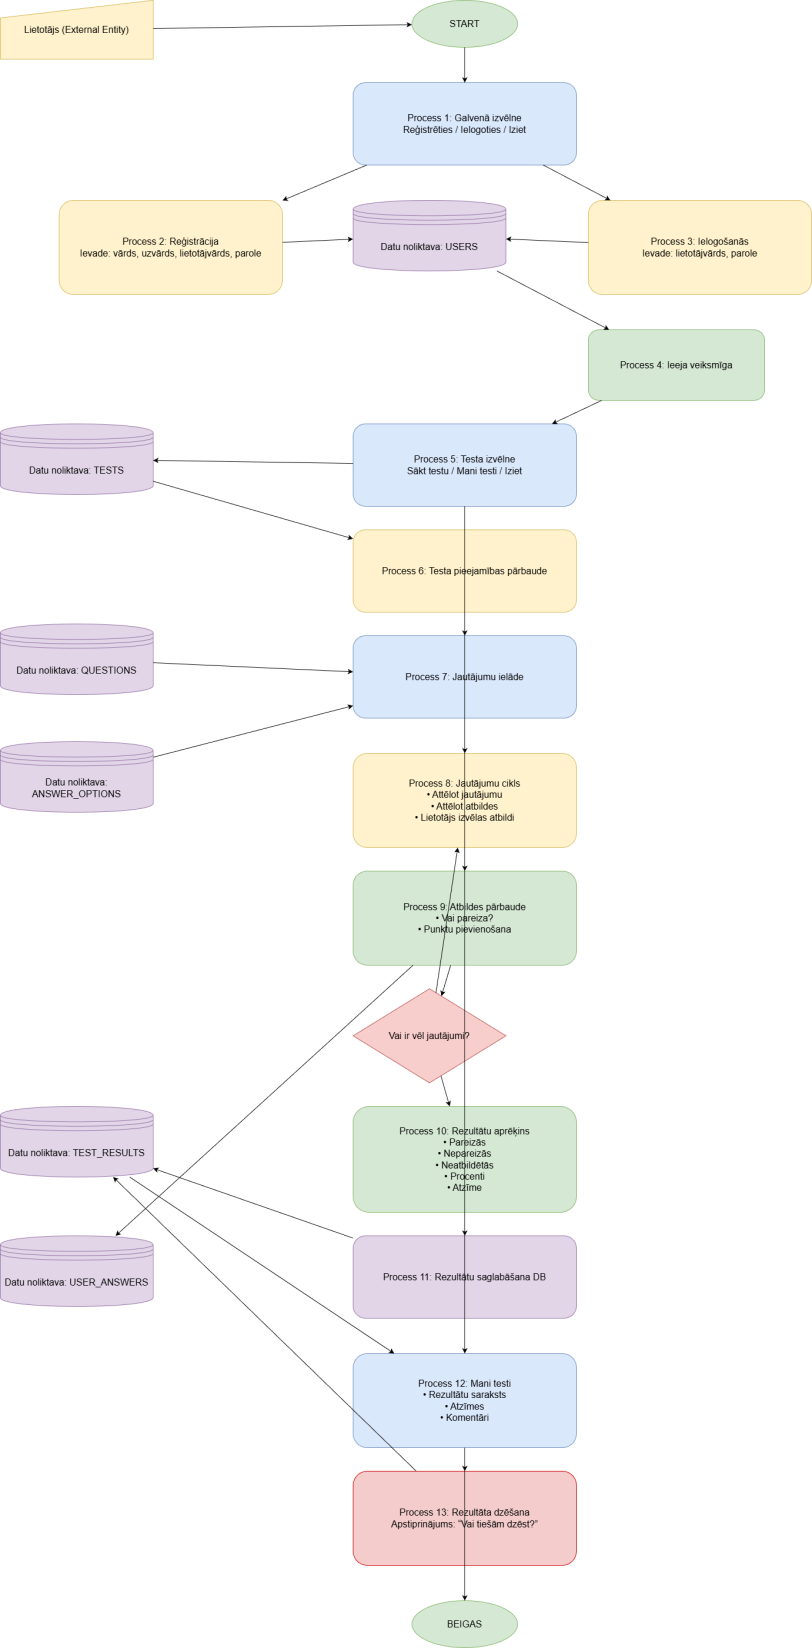 Lietotājs (External Entity)
START
Process 1: Galvenā izvēlne
Reģistrēties / Ielogoties / Iziet
Process 2: Reģistrācija
Ievade: vārds, uzvārds, lietotājvārds, parole
Datu noliktava: USERS
Process 3: Ielogošanās
Ievade: lietotājvārds, parole
Process 4: Ieeja veiksmīga
Datu noliktava: TESTS
Process 5: Testa izvēlne
Sākt testu / Mani testi / Iziet
Process 6: Testa pieejamības pārbaude
Datu noliktava: QUESTIONS
Process 7: Jautājumu ielāde
Datu noliktava:
ANSWER_OPTIONS
Process 8: Jautājumu cikls
• Attēlot jautājumu
• Attēlot atbildes
• Lietotājs izvēlas atbildi
Process 9: Atbildes pārbaude
• Vai pareiza?
• Punktu pievienošana
Vai ir vēl jautājumi?
Datu noliktava: TEST_RESULTS
Process 10: Rezultātu aprēķins
• Pareizās
• Nepareizās
• Neatbildētās
• Procenti
• Atzīme
Datu noliktava: USER_ANSWERS
Process 11: Rezultātu saglabāšana DB
Process 12: Mani testi
• Rezultātu saraksts
• Atzīmes
• Komentāri
Process 13: Rezultāta dzēšana
Apstiprinājums: "Vai tiešām dzēst?"
BEIGAS